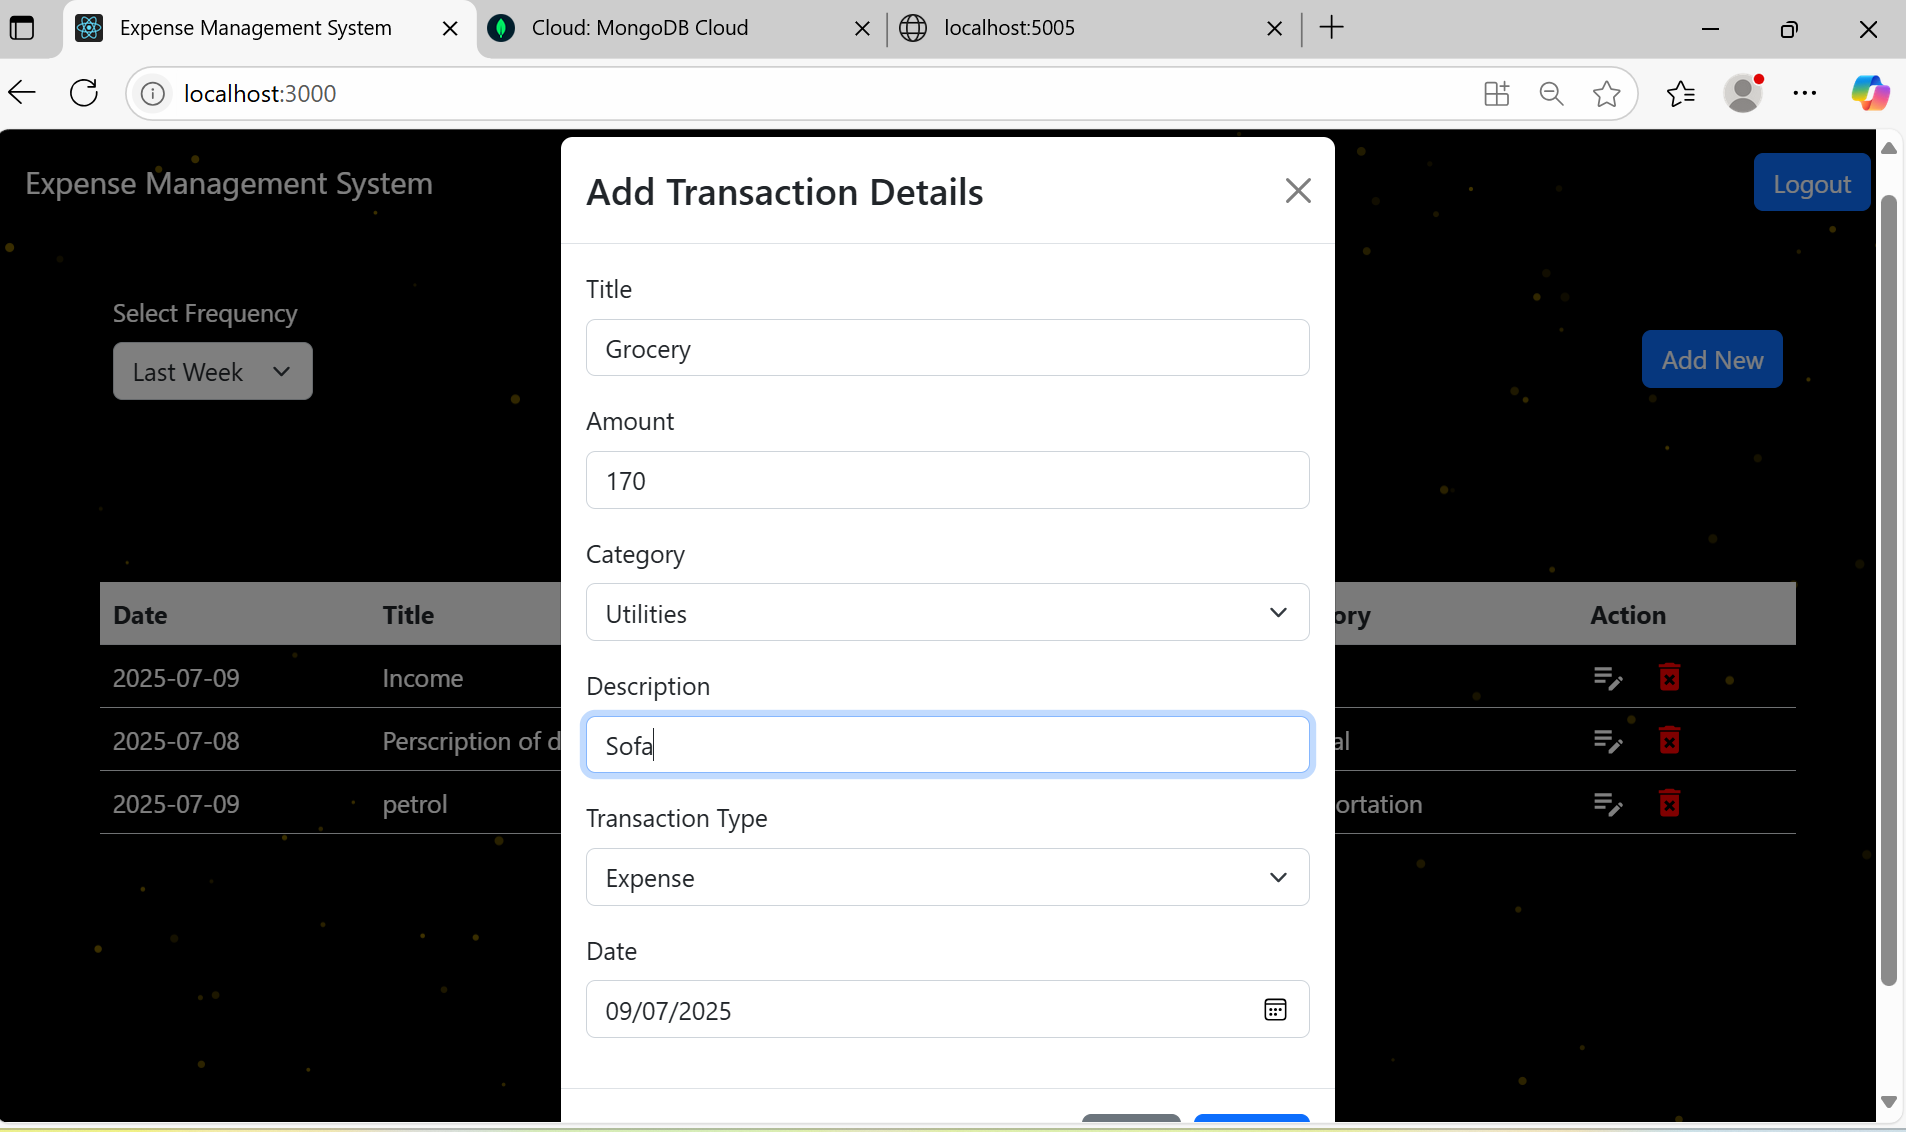 Expense Management System
Cloud: MongoDB Cloud
localhost:5005
localhost:3000
Expense Management System
Logout
Add Transaction Details
Title
Grocery
Select Frequency
Last Week
Add New
Amount
170
Category
Utilities
Date Title ory Action
2025-07-09 Income
Description
2025-07-08 Perscription of d al
Sofa
2025-07-09 petrol ortation
Transaction Type
Expense
Date
09/07/2025